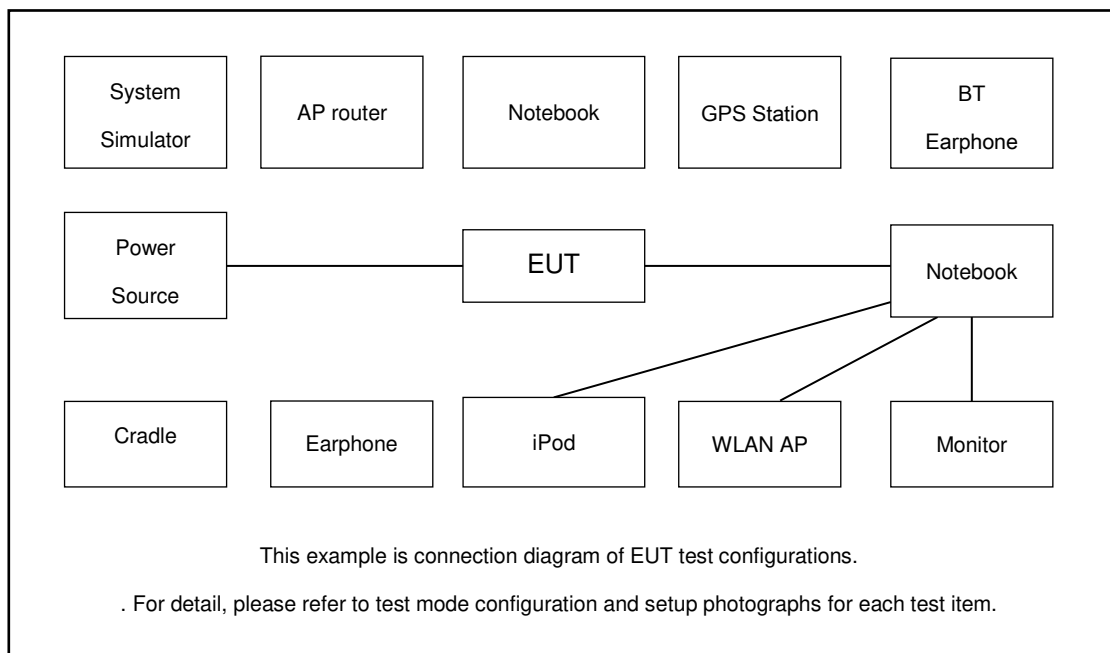 System
Simulator
AP router
Notebook
GPS Station
BT
Earphone
Power
Source
EUT
Notebook
Cradle
Earphone
iPod
WLAN AP
Monitor
This example is connection diagram of EUT test configurations.
. For detail, please refer to test mode configuration and setup photographs for each test item.